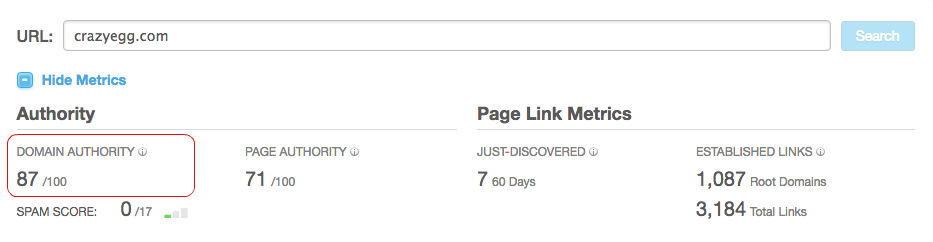 URL: crazyegg.com Search
Hide Metrics
Authority
DOMAIN AUTHORITY
87 /100
PAGE AUTHORITY
71 /100
SPAM SCORE: 0 /17
Page Link Metrics
JUST-DISCOVERED
7 60 Days
ESTABLISHED LINKS
1,087 Root Domains
3,184 Total Links